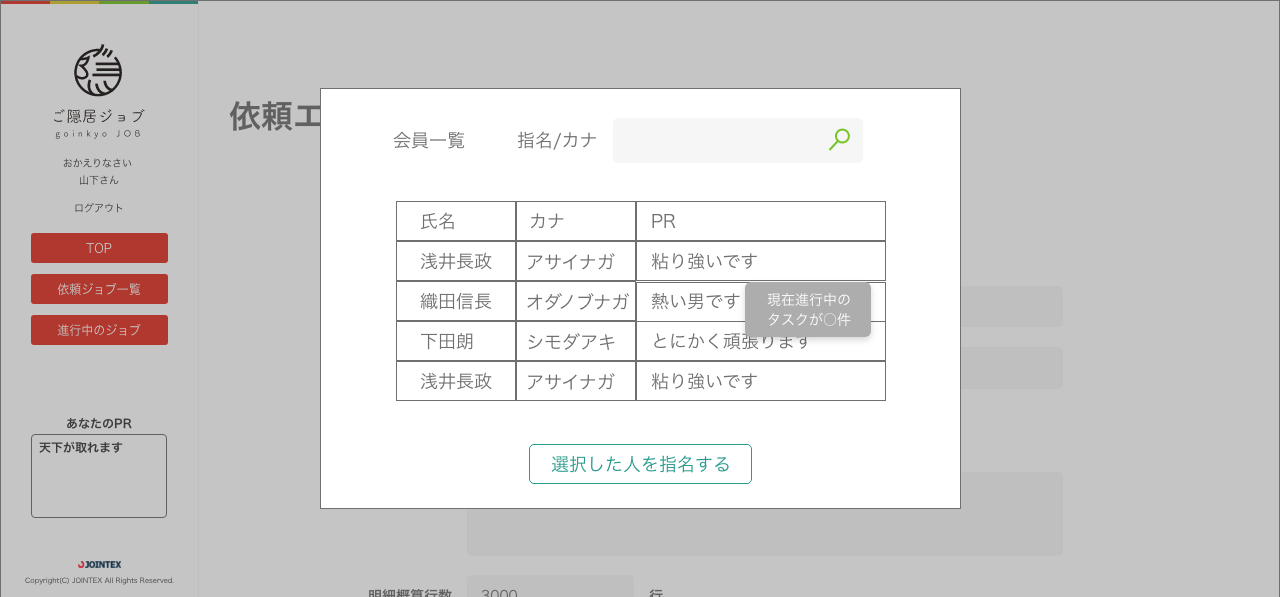 ご隠居ジョブ
goinkyo JOB
おかえりなさい
山下さん
ログアウト
TOP
依頼ジョブ一覧
進行中のジョブ
あなたのPR
天下が取れます
JOINTEX
Copyright(C) JOINTEX All Rights Reserved.
依頼エ
会員一覧 指名/カナ
氏名 カナ PR
浅井長政 アサイナガ 粘り強いです
織田信長 オダノブナガ 熱い男です
現在進行中の
タスクが〇件
下田朗 シモダアキ とにかく頑張ります
浅井長政 アサイナガ 粘り強いです
選択した人を指名する
明細概算行数 3000 行